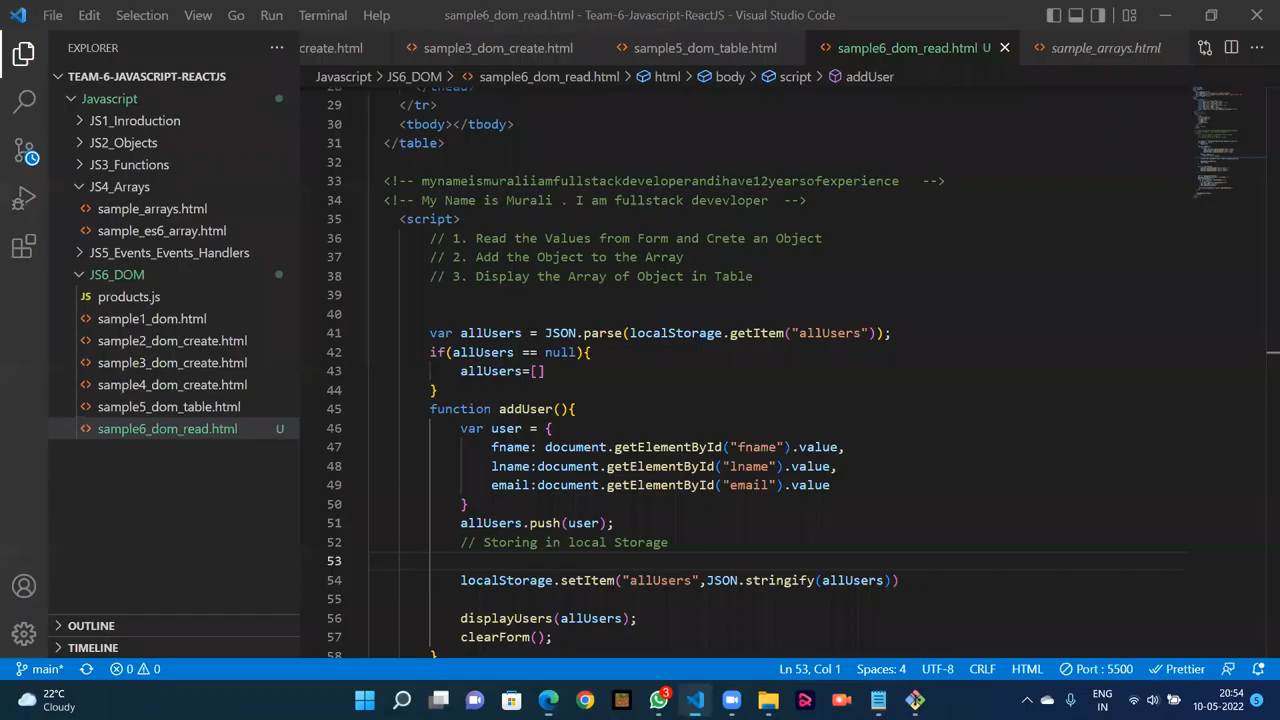 File Edit Selection View Go Run Terminal Help sample6_dom_read.html - Team-6-Javascript-ReactJS - Visual Studio Code
EXPLORER
create.html sample3_dom_create.html sample5_dom_table.html sample6_dom_read.html U sample_arrays.html
TEAM-6-JAVASCRIPT-REACTJS
Javascript
JS1_Inroduction
JS2_Objects
JS3_Functions
JS4_Arrays
sample_arrays.html
sample_es6_array.html
JS5_Events_Events_Handlers
JS6_DOM
JS products.js
sample1_dom.html
sample2_dom_create.html
sample3_dom_create.html
sample4_dom_create.html
sample5_dom_table.html
sample6_dom_read.html U
OUTLINE
TIMELINE
Javascript > JS6_DOM > sample6_dom_read.html > html > body > script > addUser
28 </thead>
29 </tr>
30 <tbody></tbody>
31 </table>
32
33 <!-- mynameismuraliiamfullstackdeveloperandihave12yearsofexperience -->
34 <!-- My Name is Murali . I am fullstack devevloper -->
35 <script>
36 // 1. Read the Values from Form and Crete an Object
37 // 2. Add the Object to the Array
38 // 3. Display the Array of Object in Table
39
40
41 var allUsers = JSON.parse(localStorage.getItem("allUsers"));
42 if(allUsers == null){
43 allUsers=[]
44 }
45 function addUser(){
46 var user = {
47 fname: document.getElementById("fname").value,
48 lname:document.getElementById("lname").value,
49 email:document.getElementById("email").value
50 }
51 allUsers.push(user);
52 // Storing in local Storage
53
54 localStorage.setItem("allUsers",JSON.stringify(allUsers))
55
56 displayUsers(allUsers);
57 clearForm();
58 }
main* 0 0 Ln 53, Col 1 Spaces: 4 UTF-8 CRLF HTML Port : 5500 Prettier
22°C
Cloudy
3
ENG
IN
20:54
10-05-2022
5